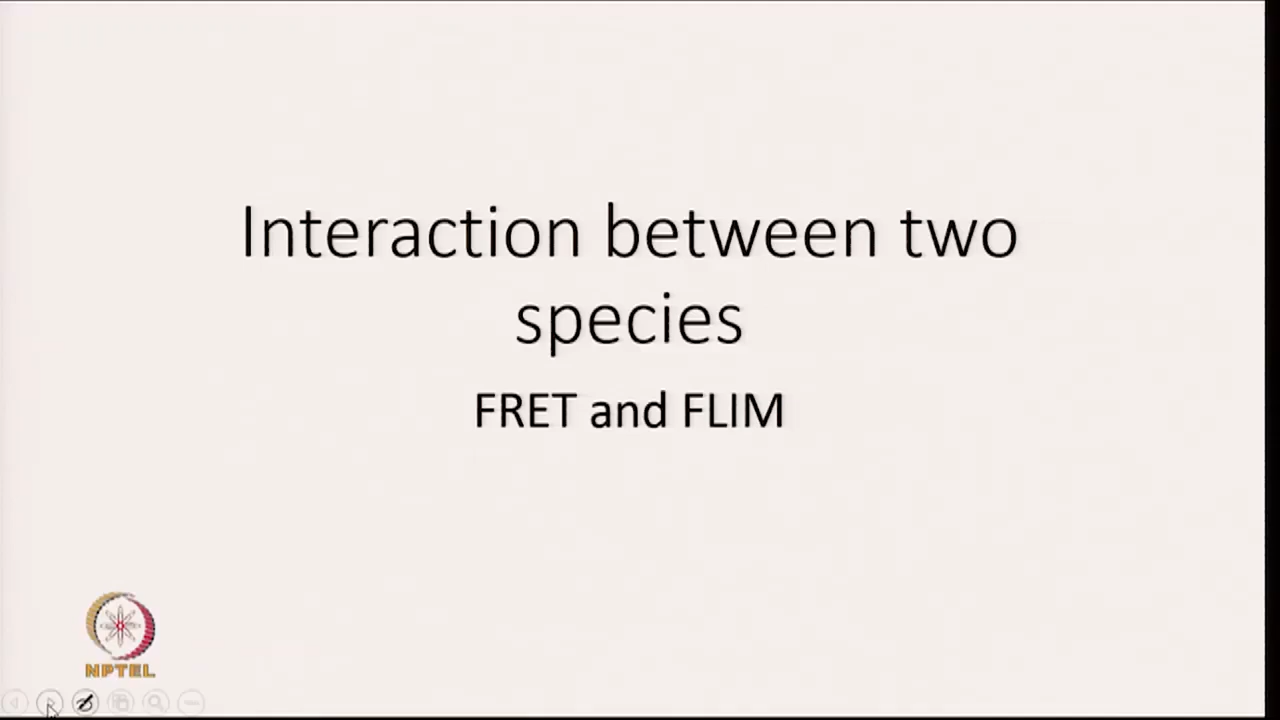 Interaction between two
species
FRET and FLIM
NPTEL